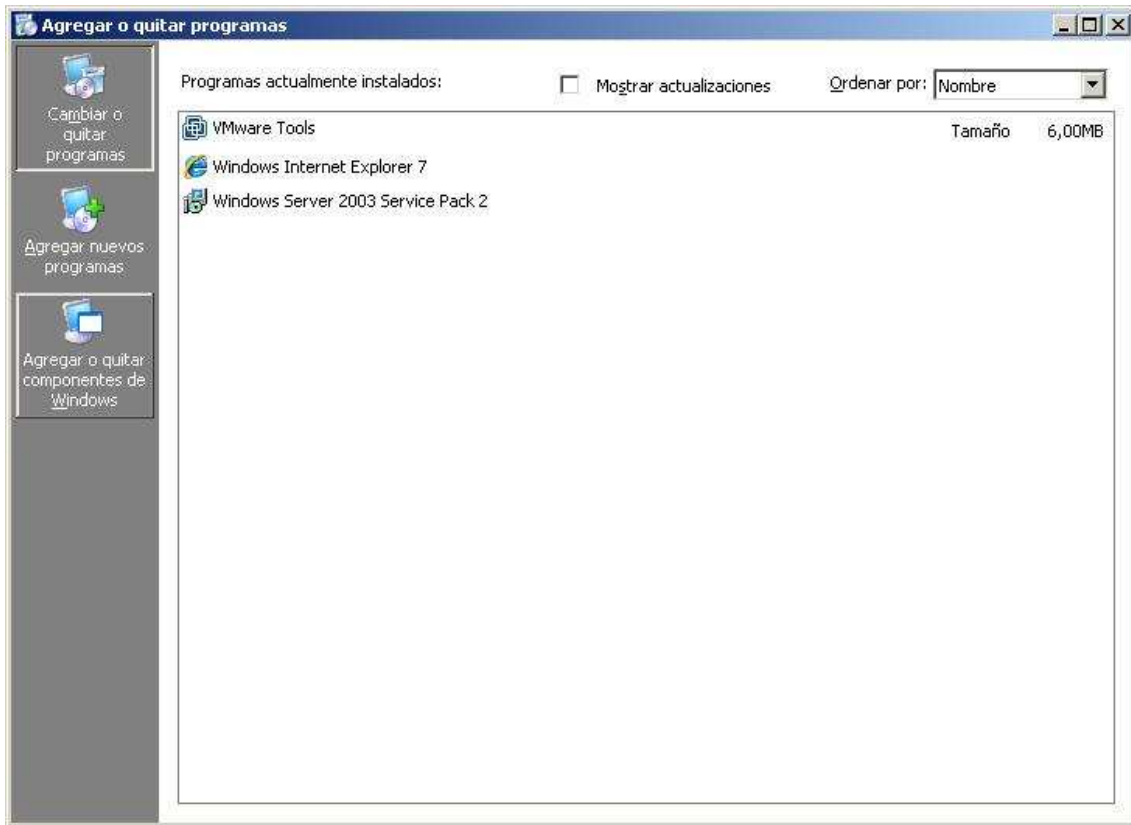 Agregar o quitar programas
Cambiar o
quitar
programas
Agregar nuevos
programas
Agregar o quitar
componentes de
Windows
Programas actualmente instalados:
Mostrar actualizaciones
Ordenar por: Nombre
VMware Tools Tamaño 6,00MB
Windows Internet Explorer 7
Windows Server 2003 Service Pack 2